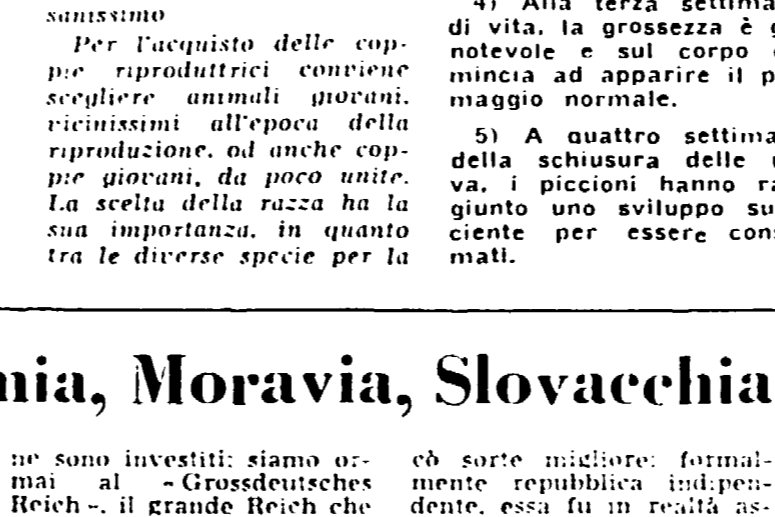 sanissimo
Per l'acquisto delle cop-
pie riproduttrici conviene
scegliere animali giovani,
vicinissimi all'epoca della
riproduzione, od anche cop-
pie giovani, da poco unite.
La scelta della razza ha la
sua importanza, in quanto
tra le diverse specie per la
4) Alla terza settima
di vita, la grossezza è g
notevole e sul corpo
mincia ad apparire il p
maggio normale.
5) A quattro settima
della schiusura delle u
va, i piccioni hanno ra
giunto uno sviluppo su
ciente per essere cons
mati.
mia, Moravia, Slovacchia
ne sono investiti: siamo or-
mai al «Grossdeutsches
Reich», il grande Reich che
cò sorte migliore: formal-
mente repubblica indipen-
dente, essa fu in realtà as-